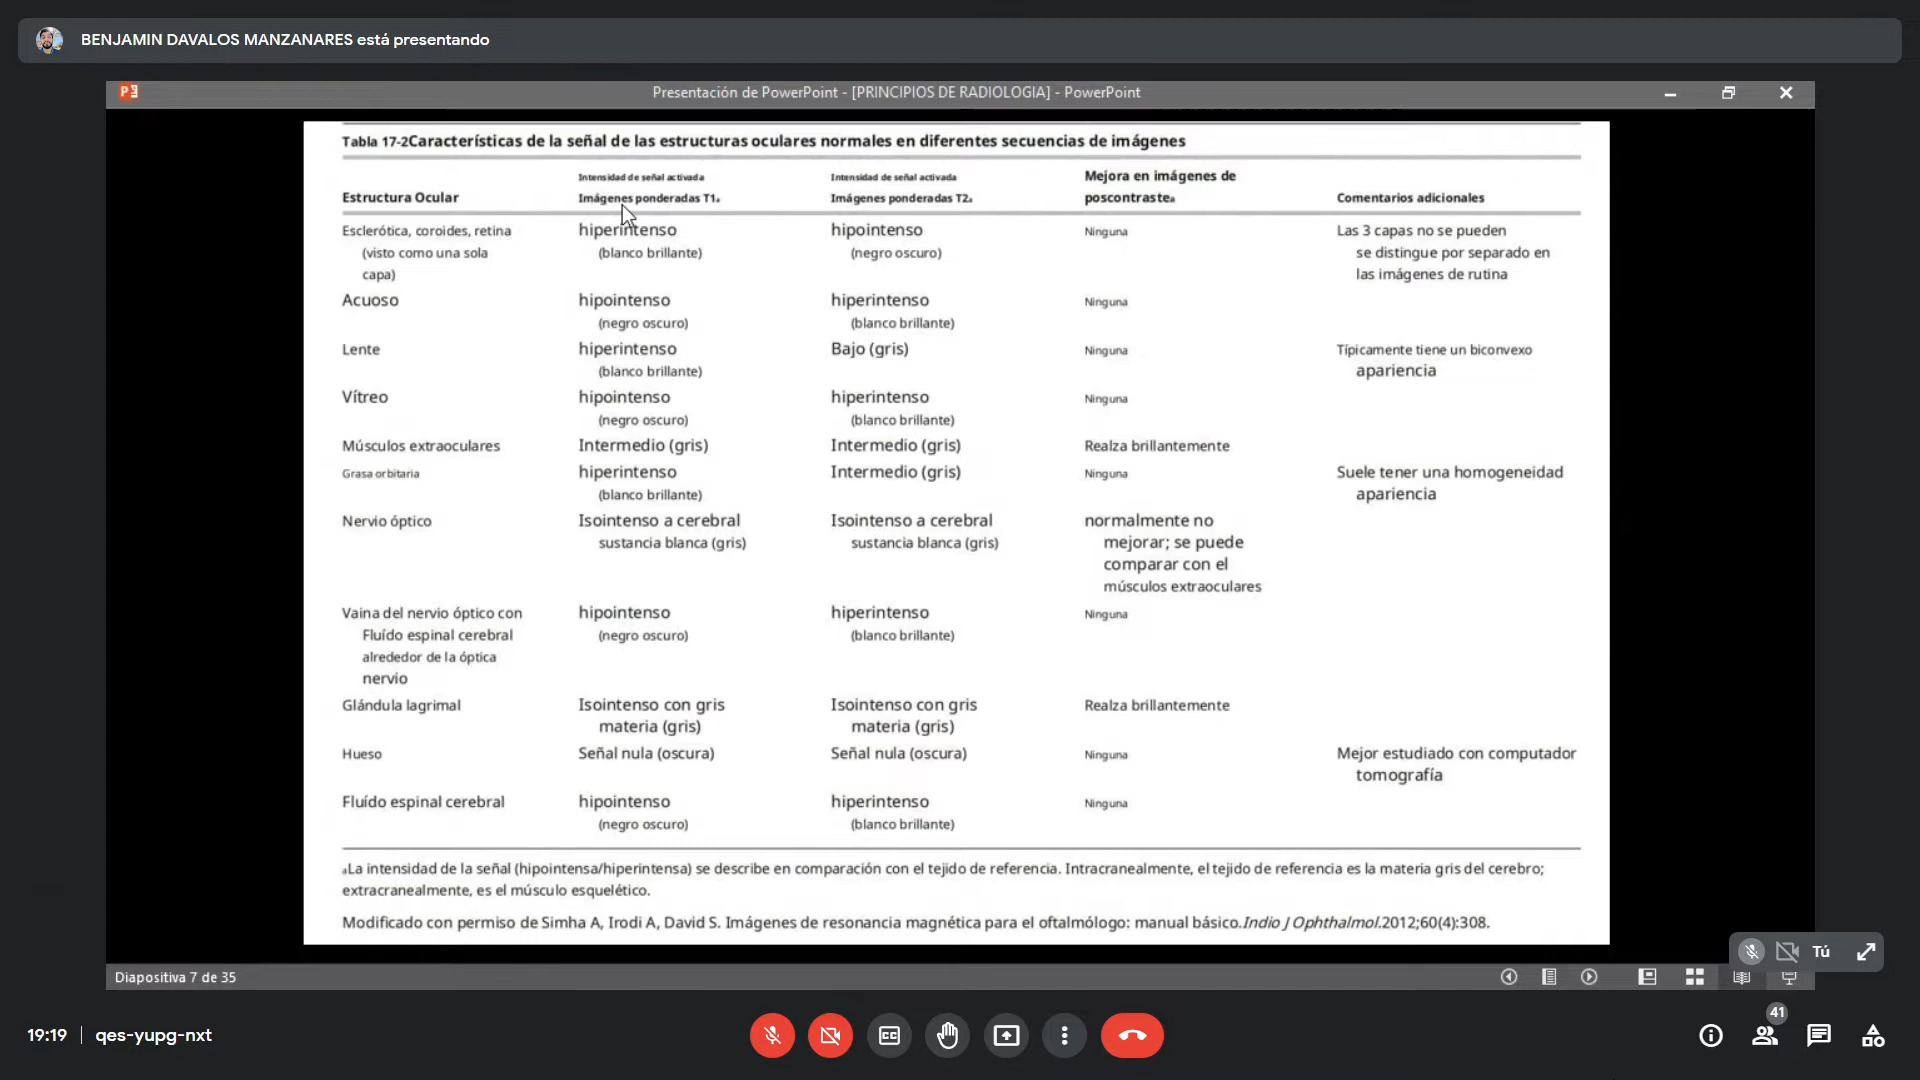 BENJAMIN DAVALOS MANZANARES está presentando
Presentación de PowerPoint - [PRINCIPIOS DE RADIOLOGIA] - PowerPoint
Tabla 17-2Características de la señal de las estructuras oculares normales en diferentes secuencias de imágenes
Estructura Ocular
Intensidad de señal activada
Imágenes ponderadas T1a
Intensidad de señal activada
Imágenes ponderadas T2a
Mejora en imágenes de
poscontrastea
Comentarios adicionales
Esclerótica, coroides, retina
(visto como una sola
capa)
hiperintenso
(blanco brillante)
hipointenso
(negro oscuro)
Ninguna
Las 3 capas no se pueden
se distingue por separado en
las imágenes de rutina
Acuoso
hipointenso
(negro oscuro)
hiperintenso
(blanco brillante)
Ninguna
Lente
hiperintenso
(blanco brillante)
Bajo (gris)
Ninguna
Típicamente tiene un biconvexo
apariencia
Vítreo
hipointenso
(negro oscuro)
hiperintenso
(blanco brillante)
Ninguna
Músculos extraoculares
Intermedio (gris)
Intermedio (gris)
Realza brillantemente
Grasa orbitaria
hiperintenso
(blanco brillante)
Intermedio (gris)
Ninguna
Suele tener una homogeneidad
apariencia
Nervio óptico
Isointenso a cerebral
sustancia blanca (gris)
Isointenso a cerebral
sustancia blanca (gris)
normalmente no
mejorar; se puede
comparar con el
músculos extraoculares
Vaina del nervio óptico con
Fluído espinal cerebral
alrededor de la óptica
nervio
hipointenso
(negro oscuro)
hiperintenso
(blanco brillante)
Ninguna
Glándula lagrimal
Isointenso con gris
materia (gris)
Isointenso con gris
materia (gris)
Realza brillantemente
Hueso
Señal nula (oscura)
Señal nula (oscura)
Ninguna
Mejor estudiado con computador
tomografía
Fluído espinal cerebral
hipointenso
(negro oscuro)
hiperintenso
(blanco brillante)
Ninguna
aLa intensidad de la señal (hipointensa/hiperintensa) se describe en comparación con el tejido de referencia. Intracranealmente, el tejido de referencia es la materia gris del cerebro;
extracranealmente, es el músculo esquelético.
Modificado con permiso de Simha A, Irodi A, David S. Imágenes de resonancia magnética para el oftalmólogo: manual básico.Indio J Ophthalmol.2012;60(4):308.
Tú
Diapositiva 7 de 35
41
19:19
qes-yupg-nxt